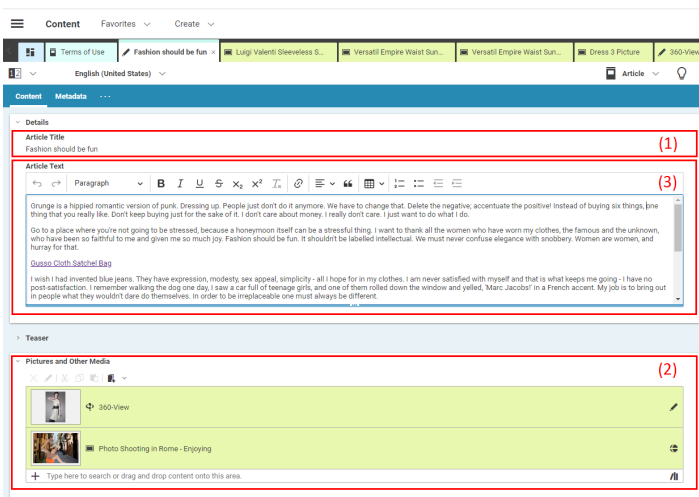 Content Favorites Create
Terms of Use Fashion should be fun × Luigi Valenti Sleeveless S... Versatil Empire Waist Sun... Versatil Empire Waist Sun... Dress 3 Picture 360-View
12 English (United States) Article
Content Metadata ...
Details
Article Title
Fashion should be fun
(1)
Article Text
(3)
Paragraph B I U S x₂ x² Tx
Grunge is a hippied romantic version of punk. Dressing up. People just don't do it anymore. We have to change that. Delete the negative; accentuate the positive! Instead of buying six things, one
thing that you really like. Don't keep buying just for the sake of it. I don't care about money. I really don't care. I just want to do what I do.
Go to a place where you're not going to be stressed, because a honeymoon itself can be a stressful thing. I want to thank all the women who have worn my clothes, the famous and the unknown,
who have been so faithful to me and given me so much joy. Fashion should be fun. It shouldn't be labelled intellectual. We must never confuse elegance with snobbery. Women are women, and
hurray for that.
Gusso Cloth Satchel Bag
I wish I had invented blue jeans. They have expression, modesty, sex appeal, simplicity - all I hope for in my clothes. I am never satisfied with myself and that is what keeps me going - I have no
post-satisfaction. I remember walking the dog one day, I saw a car full of teenage girls, and one of them rolled down the window and yelled, 'Marc Jacobs!' in a French accent. My job is to bring out
in people what they wouldn't dare do themselves. In order to be irreplaceable one must always be different.
Teaser
Pictures and Other Media
(2)
360-View
Photo Shooting in Rome - Enjoying
Type here to search or drag and drop content onto this area.